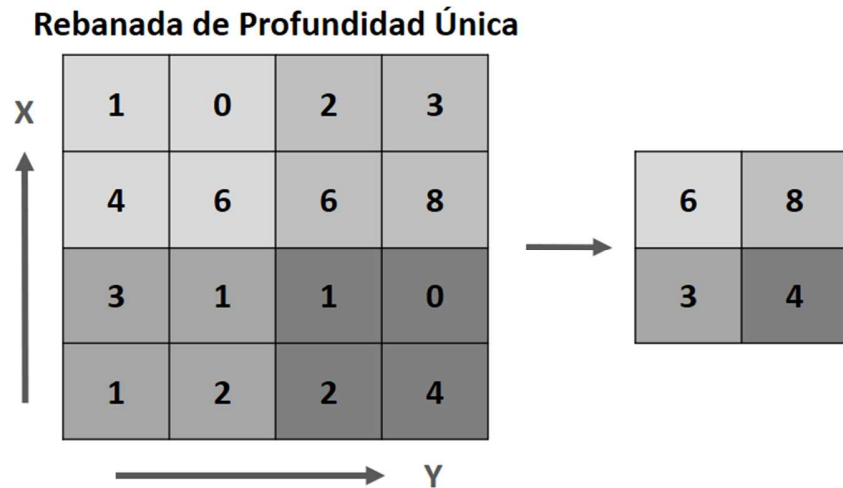 Rebanada de Profundidad Única
X
1 0 2 3
4 6 6 8
3 1 1 0
1 2 2 4
Y
6 8
3 4